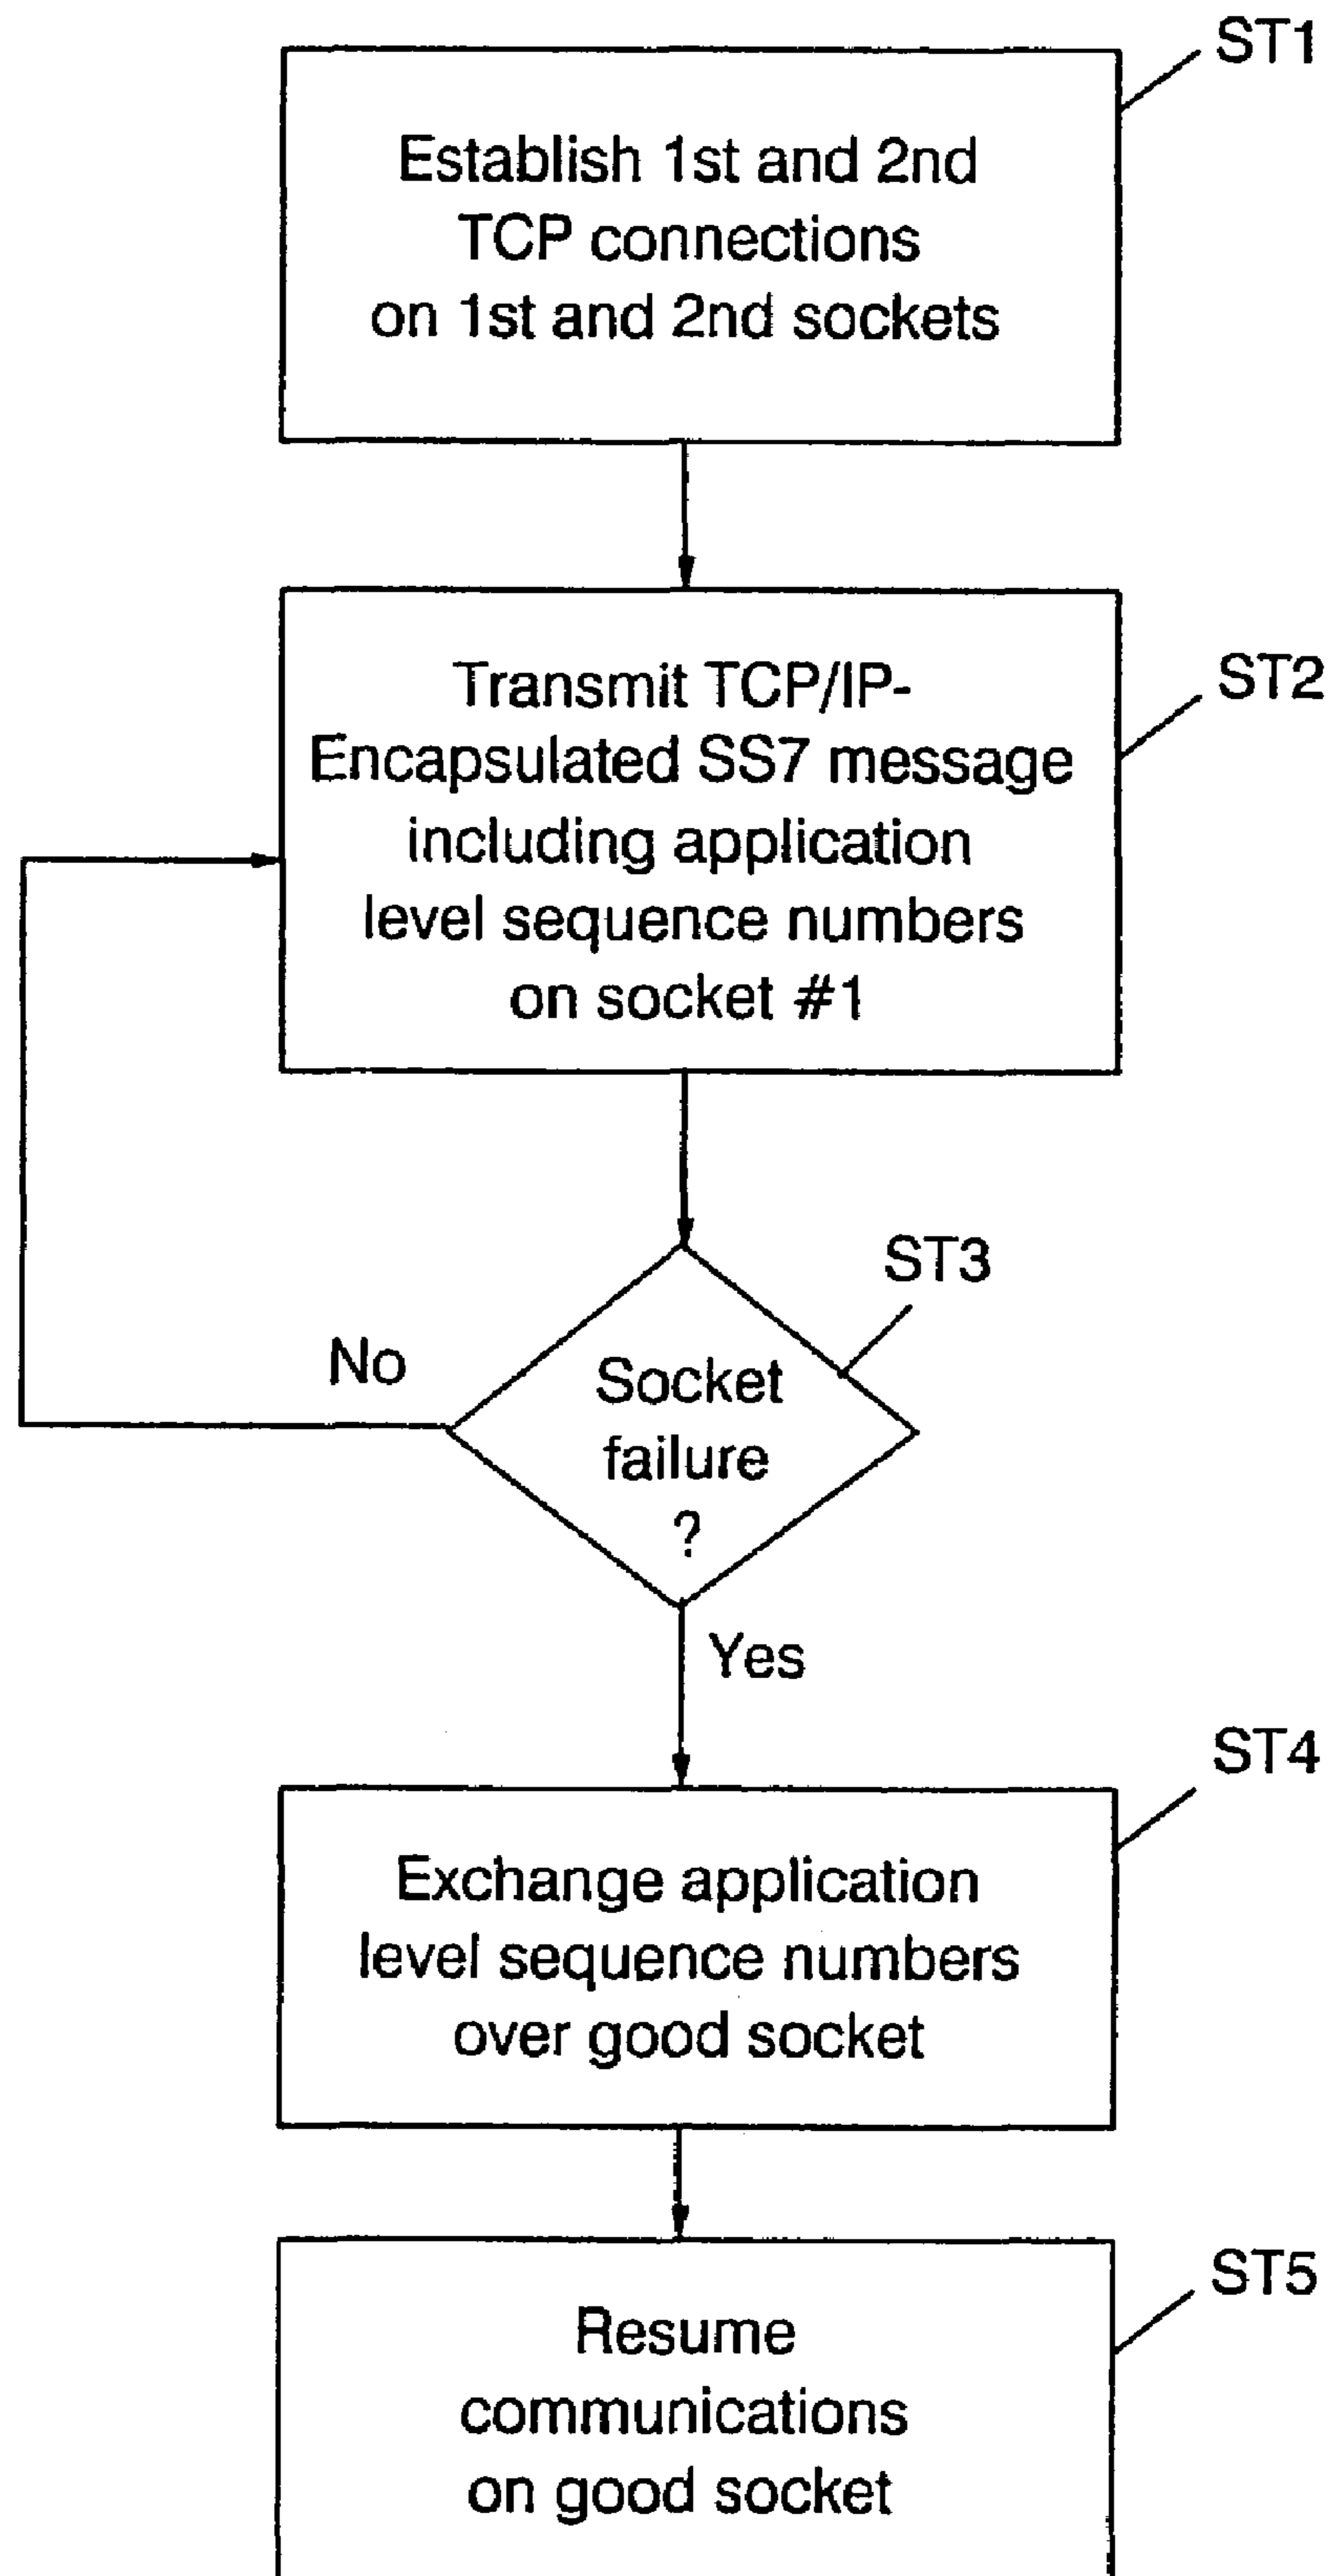 ST1
Establish 1st and 2nd
TCP connections
on 1st and 2nd sockets
ST2
Transmit TCP/IP-
Encapsulated SS7 message
including application
level sequence numbers
on socket #1
ST3
No
Socket
failure
?
Yes
ST4
Exchange application
level sequence numbers
over good socket
ST5
Resume
communications
on good socket